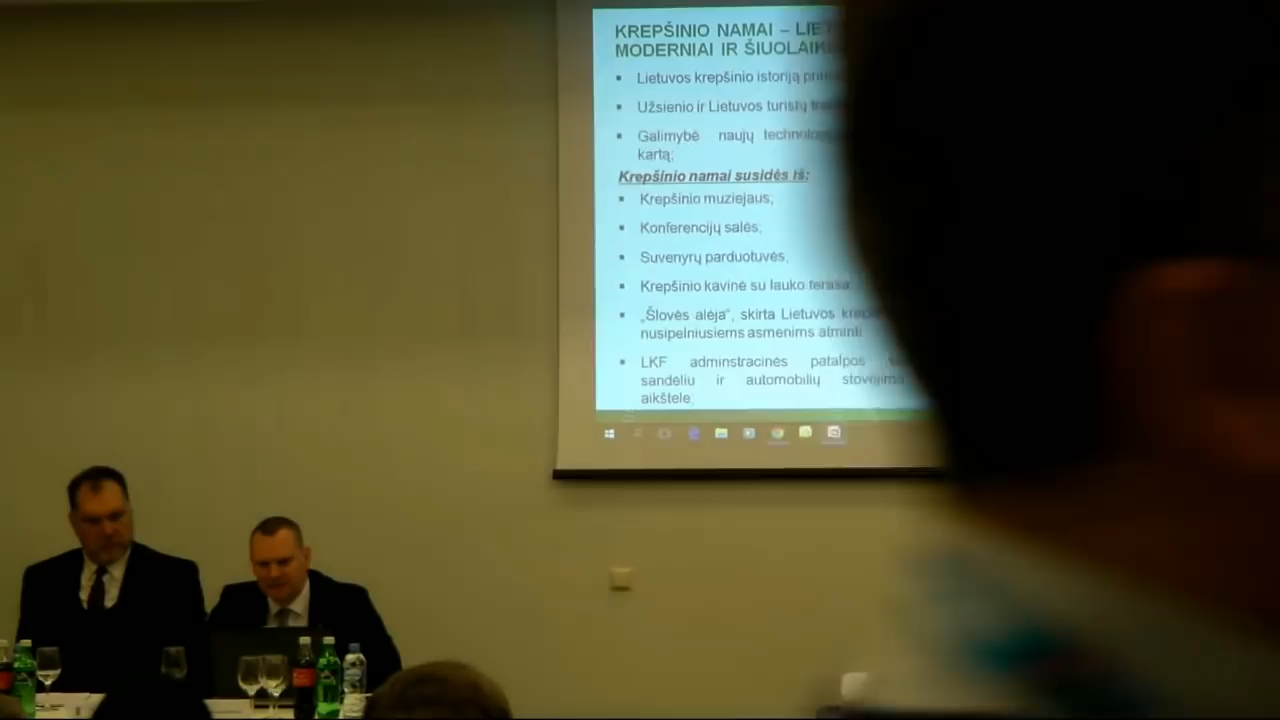 KREPŠINIO NAMAI –
MODERNIAI IR
Lietuvos krepšinio istoriją
Užsienio ir Lietuvos turistų
Galimybė naujų
kartą;
Krepšinio namai susidės iš:
Krepšinio muziejaus;
Konferencijų salės;
Suvenyrų parduotuvės,
Krepšinio kavinė su lauko terasa
„Šlovės alėja“, skirta Lietuvos
nusipelniusiems asmenims atminti
LKF adminstracinės patalpos
sandėliu ir automobilių stovėjimo
aikštele;